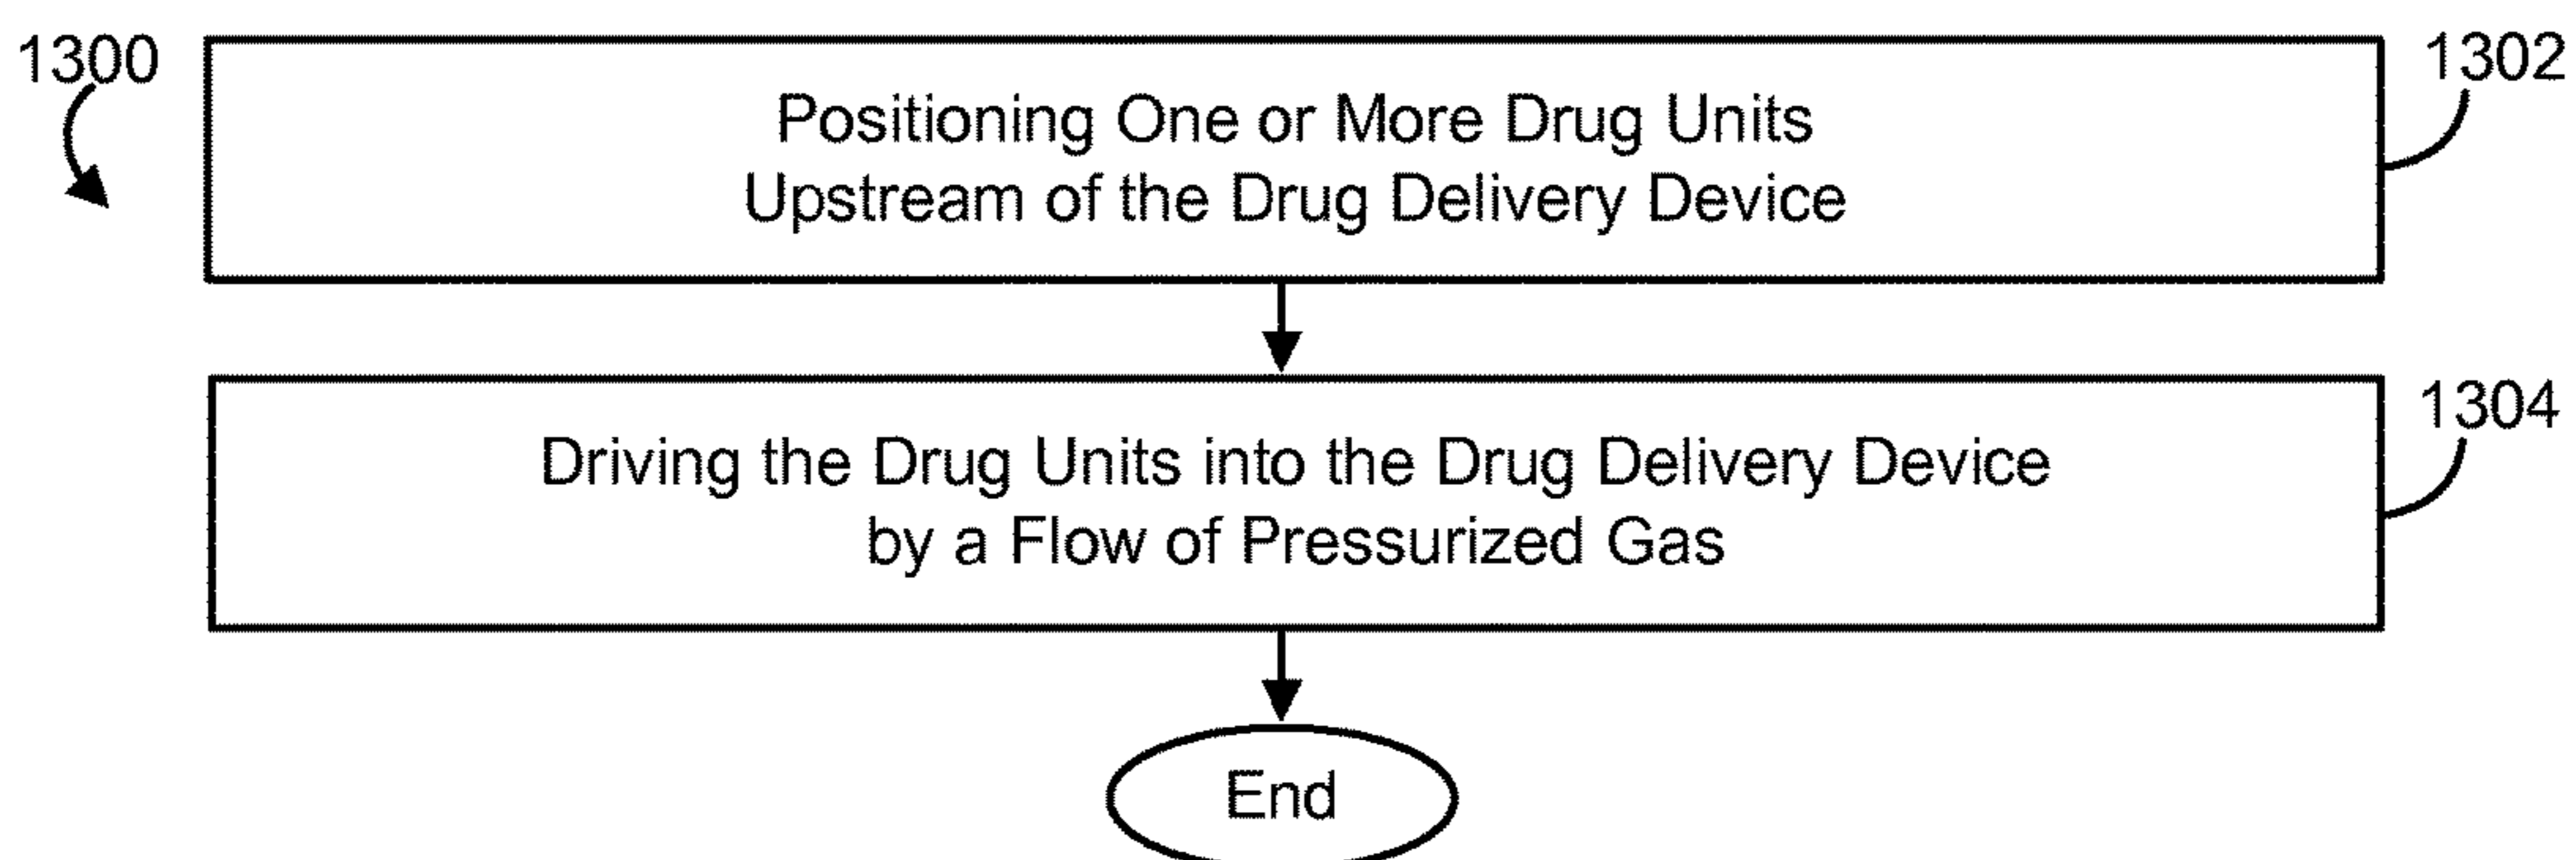 1300
1302
Positioning One or More Drug Units
Upstream of the Drug Delivery Device
1304
Driving the Drug Units into the Drug Delivery Device
by a Flow of Pressurized Gas
End